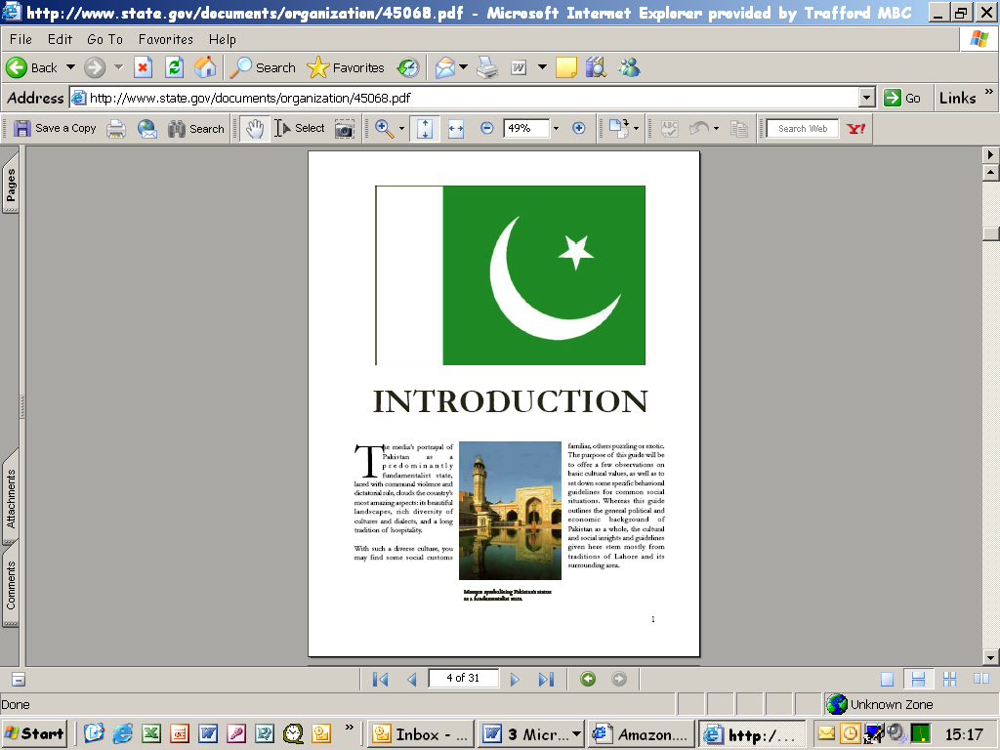 http://www.state.gov/documents/organization/45068.pdf - Microsoft Internet Explorer provided by Trafford MBC
File Edit Go To Favorites Help
Back Search Favorites
Address http://www.state.gov/documents/organization/45068.pdf Go Links »
Save a Copy Search Select 49% Search Web Y!
Pages
Attachments
Comments
INTRODUCTION
The media's portrayal of
Pakistan as a
predominantly
fundamentalist state,
laced with communal violence and
dictatorial rule, clouds the country's
most amazing aspects: its beautiful
landscapes, rich diversity of
cultures and dialects, and a long
tradition of hospitality.
With such a diverse culture, you
may find some social customs
Mosque symbolizing Pakistan's status
as a fundamentalist state.
familiar, others puzzling or exotic.
The purpose of this guide will be
to offer a few observations on
basic cultural values, as well as to
set down some specific behavioral
guidelines for common social
situations. Whereas this guide
outlines the general political and
economic background of
Pakistan as a whole, the cultural
and social insights and guidelines
given here stem mostly from
traditions of Lahore and its
surrounding area.
1
4 of 31
Done Unknown Zone
Start » Inbox - ... 3 Micr... Amazon.... http:/... 15:17